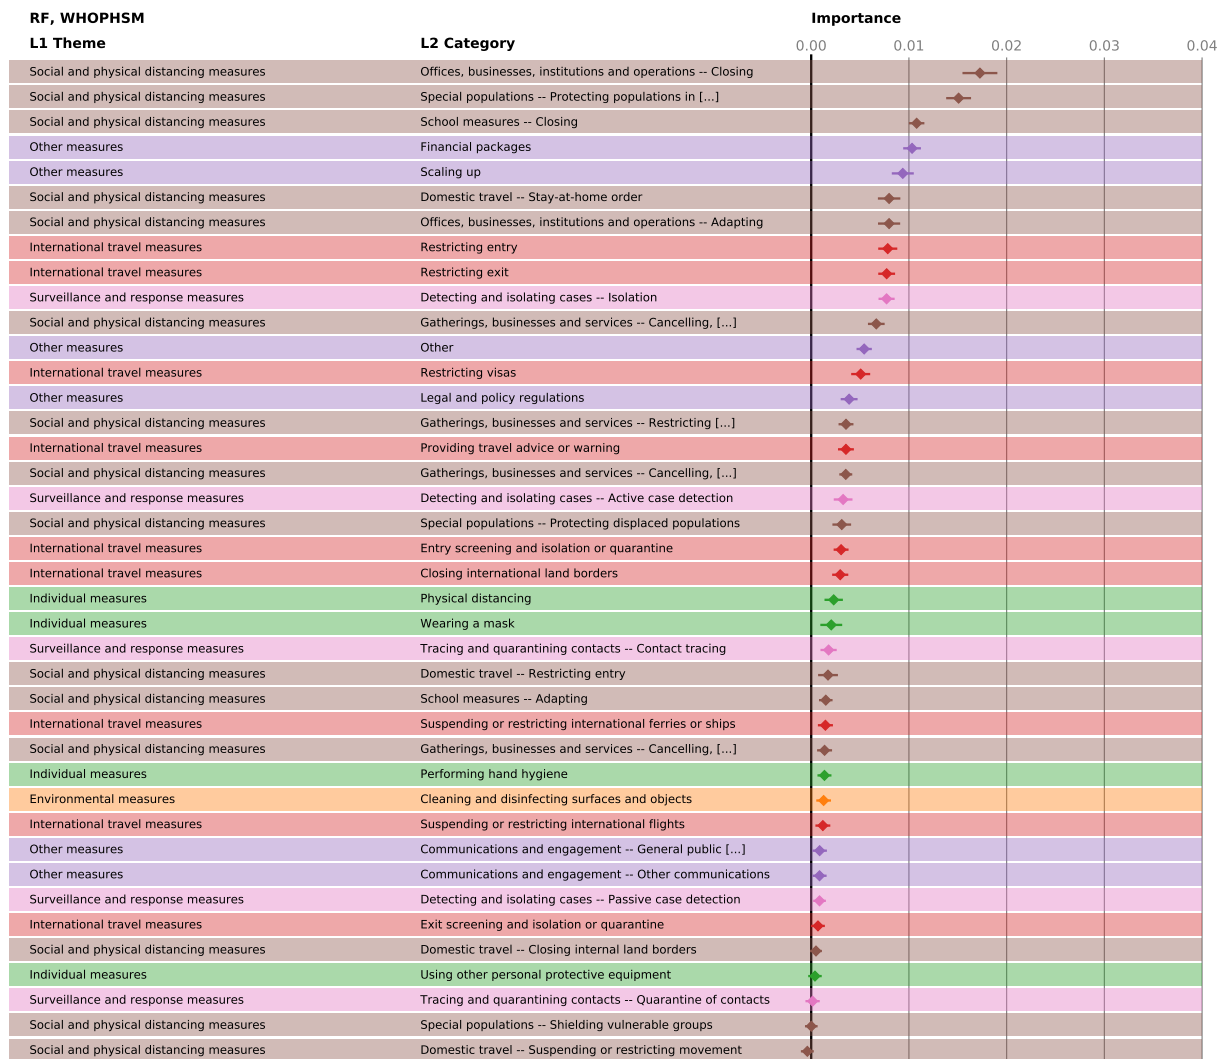 RF, WHOPHSM Importance
L1 Theme L2 Category 0.00 0.01 0.02 0.03 0.04
Social and physical distancing measures Offices, businesses, institutions and operations -- Closing
Social and physical distancing measures Special populations -- Protecting populations in [...]
Social and physical distancing measures School measures -- Closing
Other measures Financial packages
Other measures Scaling up
Social and physical distancing measures Domestic travel -- Stay-at-home order
Social and physical distancing measures Offices, businesses, institutions and operations -- Adapting
International travel measures Restricting entry
International travel measures Restricting exit
Surveillance and response measures Detecting and isolating cases -- Isolation
Social and physical distancing measures Gatherings, businesses and services -- Cancelling, [...]
Other measures Other
International travel measures Restricting visas
Other measures Legal and policy regulations
Social and physical distancing measures Gatherings, businesses and services -- Restricting [...]
International travel measures Providing travel advice or warning
Social and physical distancing measures Gatherings, businesses and services -- Cancelling, [...]
Surveillance and response measures Detecting and isolating cases -- Active case detection
Social and physical distancing measures Special populations -- Protecting displaced populations
International travel measures Entry screening and isolation or quarantine
International travel measures Closing international land borders
Individual measures Physical distancing
Individual measures Wearing a mask
Surveillance and response measures Tracing and quarantining contacts -- Contact tracing
Social and physical distancing measures Domestic travel -- Restricting entry
Social and physical distancing measures School measures -- Adapting
International travel measures Suspending or restricting international ferries or ships
Social and physical distancing measures Gatherings, businesses and services -- Cancelling, [...]
Individual measures Performing hand hygiene
Environmental measures Cleaning and disinfecting surfaces and objects
International travel measures Suspending or restricting international flights
Other measures Communications and engagement -- General public [...]
Other measures Communications and engagement -- Other communications
Surveillance and response measures Detecting and isolating cases -- Passive case detection
International travel measures Exit screening and isolation or quarantine
Social and physical distancing measures Domestic travel -- Closing internal land borders
Individual measures Using other personal protective equipment
Surveillance and response measures Tracing and quarantining contacts -- Quarantine of contacts
Social and physical distancing measures Special populations -- Shielding vulnerable groups
Social and physical distancing measures Domestic travel -- Suspending or restricting movement